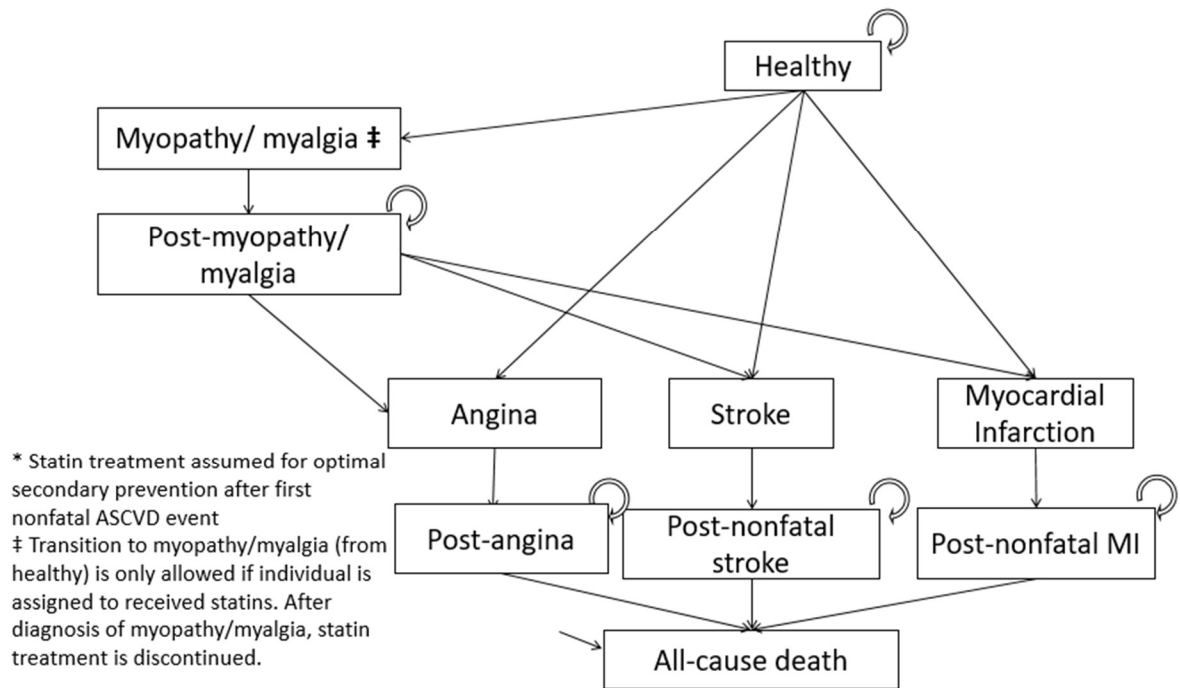 Healthy
Myopathy/ myalgia ‡
Post-myopathy/
myalgia
Angina
Stroke
Myocardial
Infarction
* Statin treatment assumed for optimal
secondary prevention after first
nonfatal ASCVD event
‡ Transition to myopathy/myalgia (from
healthy) is only allowed if individual is
assigned to received statins. After
diagnosis of myopathy/myalgia, statin
treatment is discontinued.
Post-angina
Post-nonfatal
stroke
Post-nonfatal MI
All-cause death